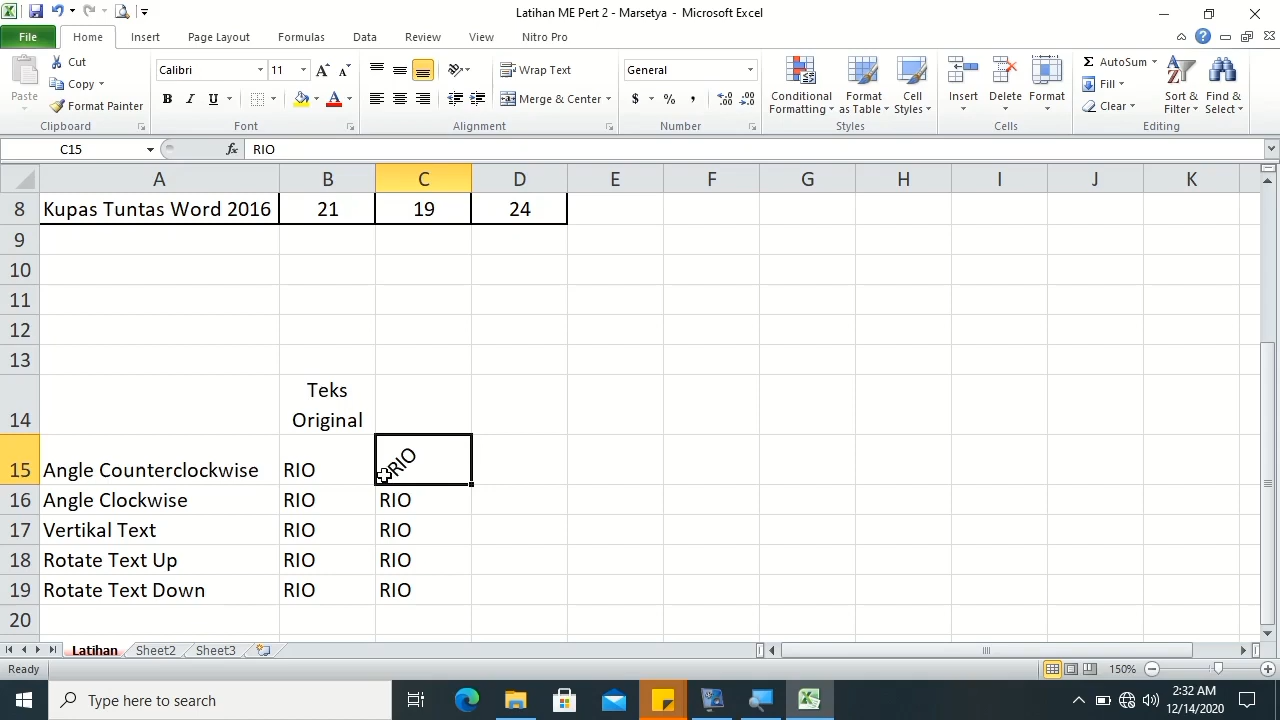 Latihan ME Pert 2 - Marsetya - Microsoft Excel
File Home Insert Page Layout Formulas Data Review View Nitro Pro
Paste
Cut
Copy
Format Painter
Clipboard
Calibri 11
B I U
Font
Wrap Text
Merge & Center
Alignment
General
$ % ,
Number
Conditional Formatting
Format as Table
Cell Styles
Styles
Insert Delete Format
Cells
AutoSum
Fill
Clear
Sort & Filter
Find & Select
Editing
C15 fx RIO
A B C D E F G H I J K
8 Kupas Tuntas Word 2016 21 19 24
9
10
11
12
13
14 Teks Original
15 Angle Counterclockwise RIO RIO
16 Angle Clockwise RIO RIO
17 Vertikal Text RIO RIO
18 Rotate Text Up RIO RIO
19 Rotate Text Down RIO RIO
20
Latihan Sheet2 Sheet3
Ready 150%
Type here to search
2:32 AM
12/14/2020